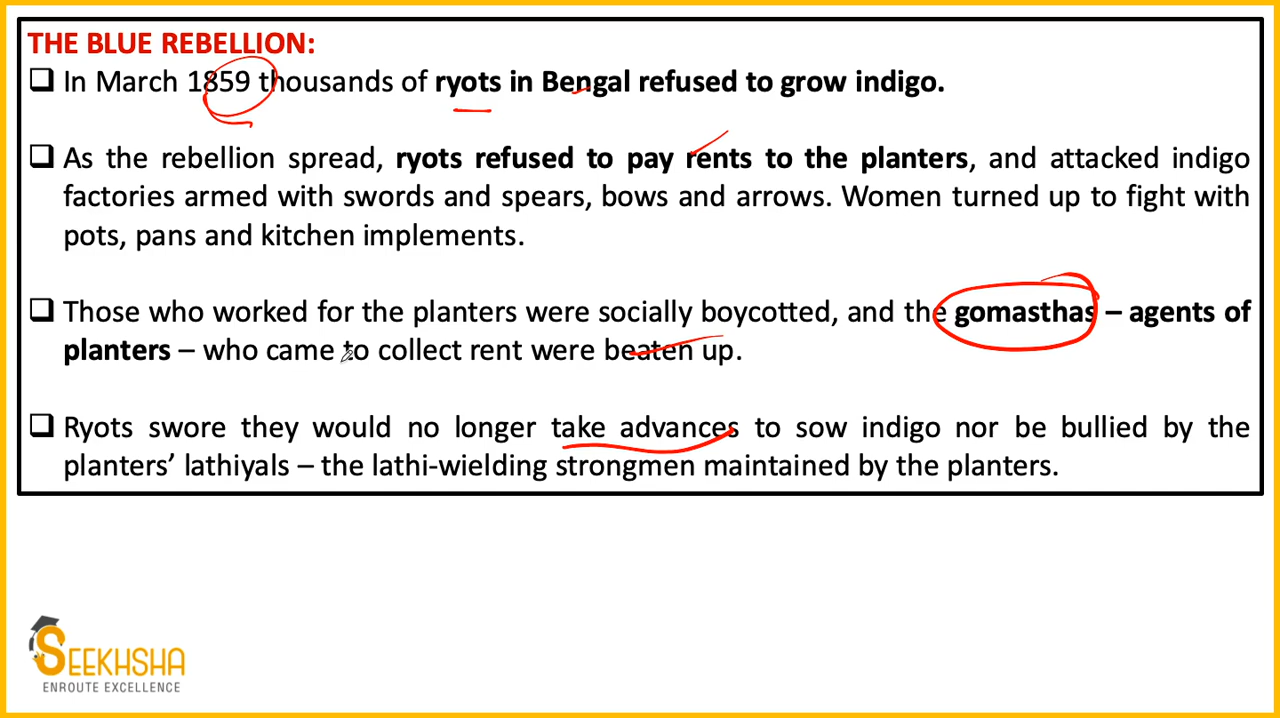 THE BLUE REBELLION:
❑ In March 1859 thousands of ryots in Bengal refused to grow indigo.
❑ As the rebellion spread, ryots refused to pay rents to the planters, and attacked indigo
factories armed with swords and spears, bows and arrows. Women turned up to fight with
pots, pans and kitchen implements.
❑ Those who worked for the planters were socially boycotted, and the gomasthas – agents of
planters – who came to collect rent were beaten up.
❑ Ryots swore they would no longer take advances to sow indigo nor be bullied by the
planters’ lathiyals – the lathi-wielding strongmen maintained by the planters.
SEEKHSHA
ENROUTE EXCELLENCE